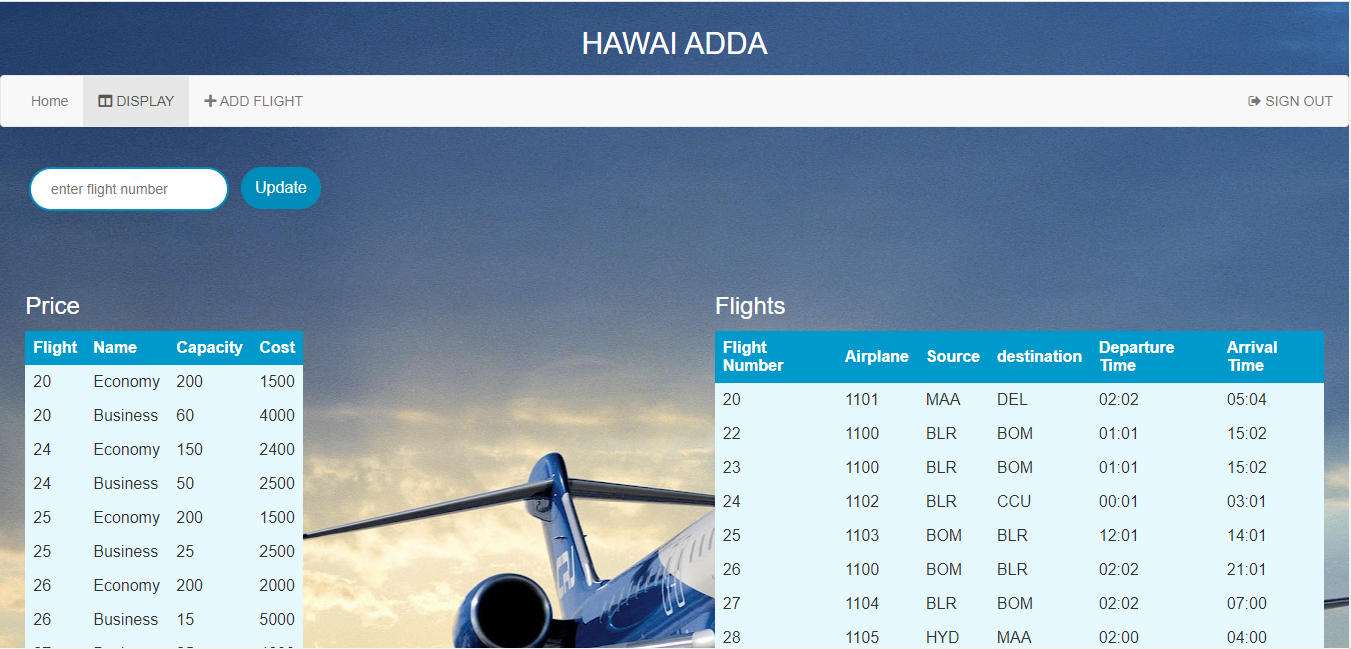 HAWAI ADDA
Home DISPLAY ADD FLIGHT SIGN OUT
enter flight number Update
Price
Flight Name Capacity Cost
20 Economy 200 1500
20 Business 60 4000
24 Economy 150 2400
24 Business 50 2500
25 Economy 200 1500
25 Business 25 2500
26 Economy 200 2000
26 Business 15 5000
Flights
Flight Number Airplane Source destination Departure Time Arrival Time
20 1101 MAA DEL 02:02 05:04
22 1100 BLR BOM 01:01 15:02
23 1100 BLR BOM 01:01 15:02
24 1102 BLR CCU 00:01 03:01
25 1103 BOM BLR 12:01 14:01
26 1100 BOM BLR 02:02 21:01
27 1104 BLR BOM 02:02 07:00
28 1105 HYD MAA 02:00 04:00